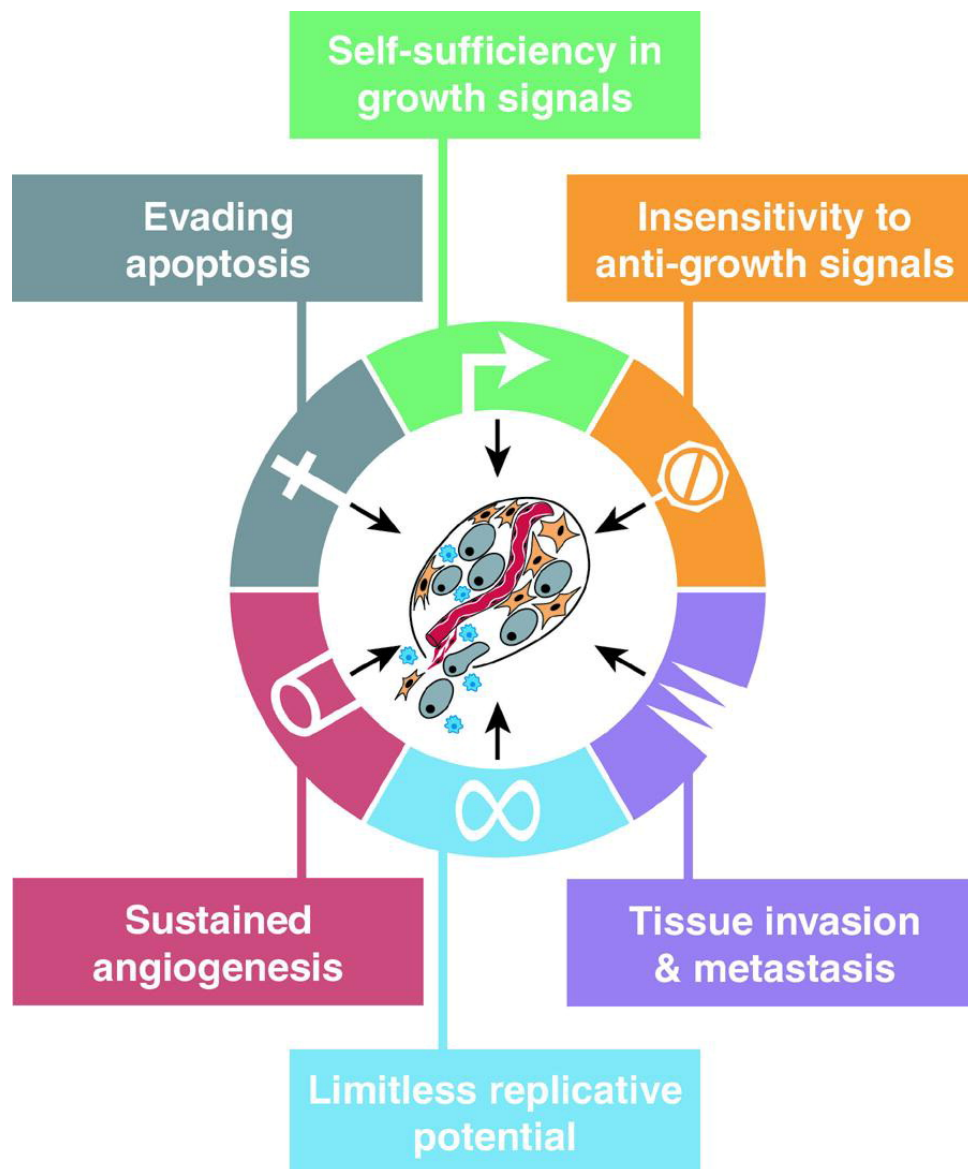 Self-sufficiency in
growth signals
Evading
apoptosis
Insensitivity to
anti-growth signals
Sustained
angiogenesis
Tissue invasion
& metastasis
Limitless replicative
potential